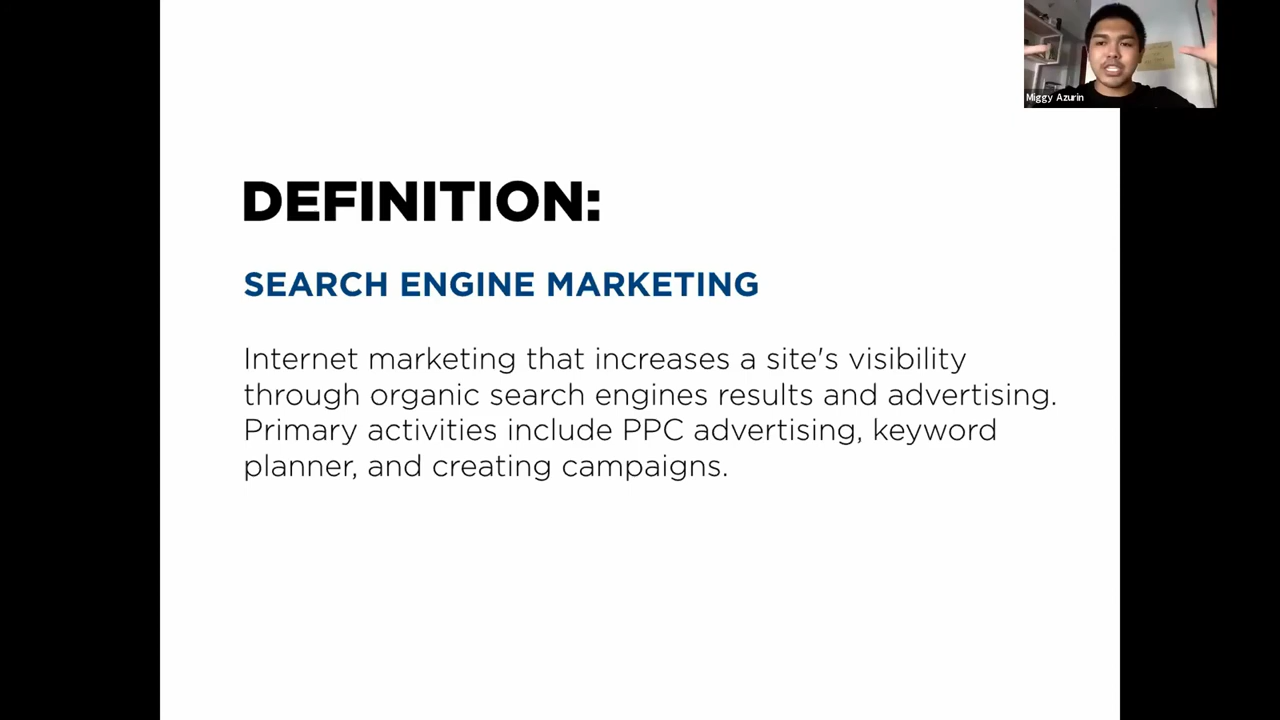 Miggy Azurin
DEFINITION:
SEARCH ENGINE MARKETING
Internet marketing that increases a site's visibility
through organic search engines results and advertising.
Primary activities include PPC advertising, keyword
planner, and creating campaigns.